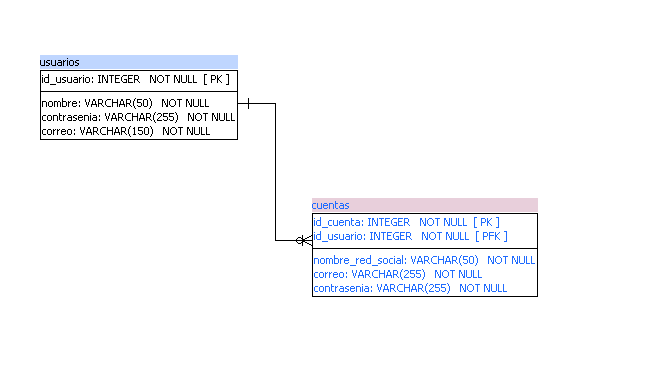 usuarios
id_usuario: INTEGER NOT NULL [ PK ]
nombre: VARCHAR(50) NOT NULL
contrasenia: VARCHAR(255) NOT NULL
correo: VARCHAR(150) NOT NULL
cuentas
id_cuenta: INTEGER NOT NULL [ PK ]
id_usuario: INTEGER NOT NULL [ PFK ]
nombre_red_social: VARCHAR(50) NOT NULL
correo: VARCHAR(255) NOT NULL
contrasenia: VARCHAR(255) NOT NULL